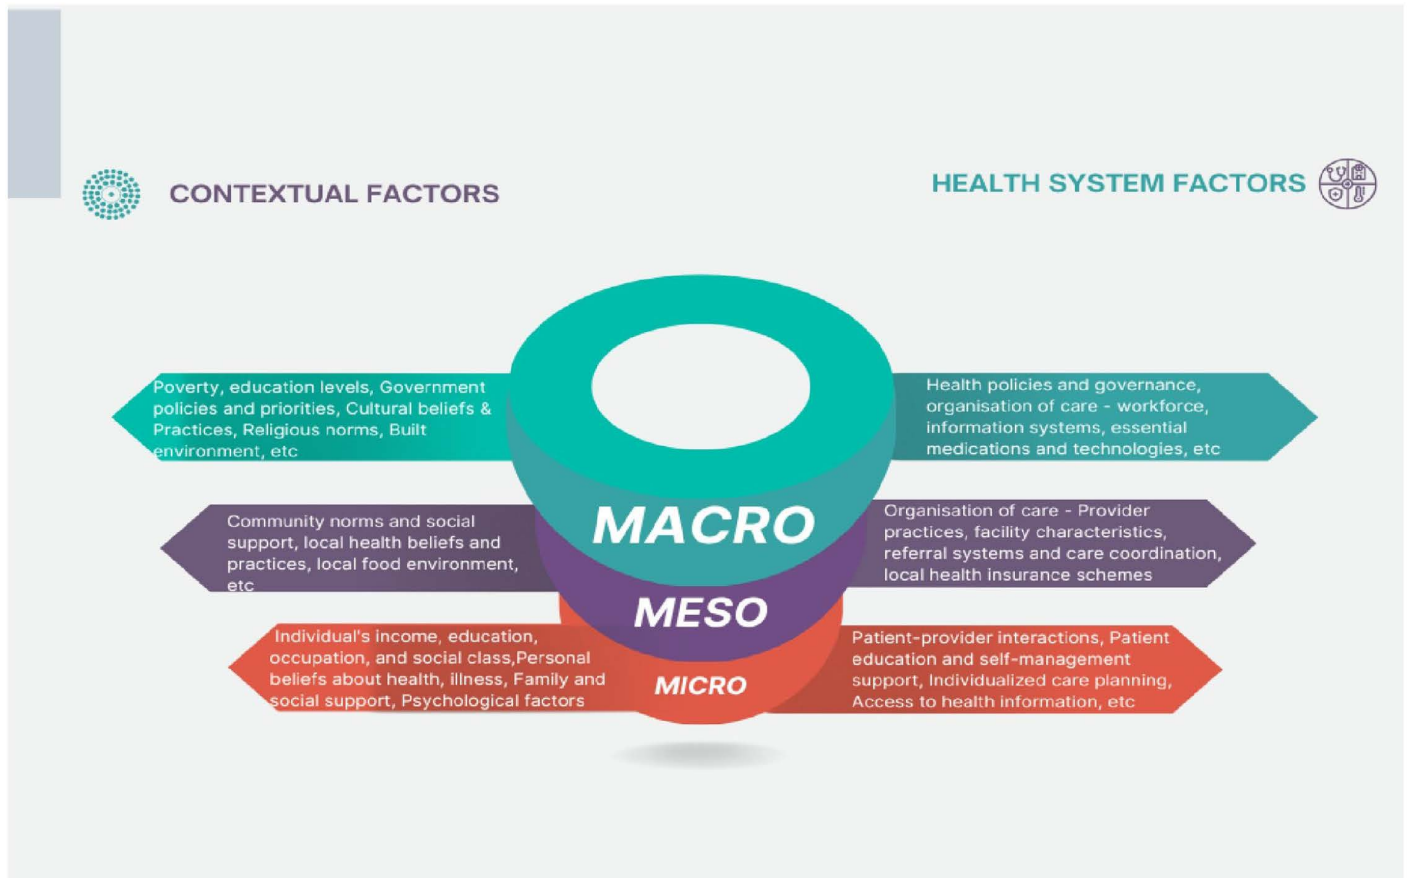 CONTEXTUAL FACTORS
HEALTH SYSTEM FACTORS
Poverty, education levels, Government
policies and priorities, Cultural beliefs &
Practices, Religious norms, Built
environment, etc
Health policies and governance,
organisation of care - workforce,
information systems, essential
medications and technologies, etc
MACRO
Community norms and social
support, local health beliefs and
practices, local food environment,
etc
Organisation of care - Provider
practices, facility characteristics,
referral systems and care coordination,
local health insurance schemes
MESO
Individual's income, education,
occupation, and social class,Personal
beliefs about health, illness, Family and
social support, Psychological factors
Patient-provider interactions, Patient
education and self-management
support, Individualized care planning,
Access to health information, etc
MICRO